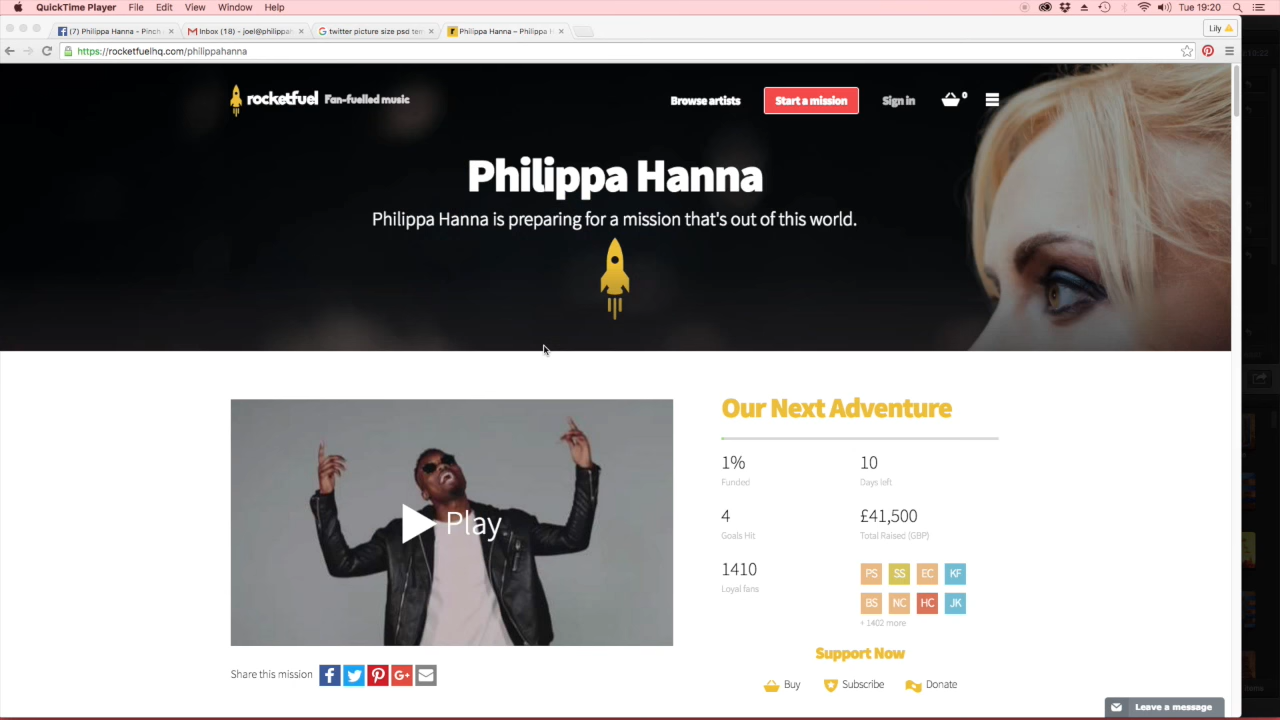 QuickTime Player File Edit View Window Help Tue 19:20
(7) Philippa Hanna - Pinch
Inbox (18) - joel@philippa
twitter picture size psd tem
Philippa Hanna – Philippa H
Lily
https://rocketfuelhq.com/philippahanna
rocketfuel Fan-fuelled music
Browse artists Start a mission Sign in 0
Philippa Hanna
Philippa Hanna is preparing for a mission that's out of this world.
Our Next Adventure
1% 10
Funded Days left
4 £41,500
Goals Hit Total Raised (GBP)
1410
Loyal fans
PS SS EC KF
BS NC HC JK
+ 1402 more
Play
Support Now
Buy Subscribe Donate
Share this mission
Leave a message